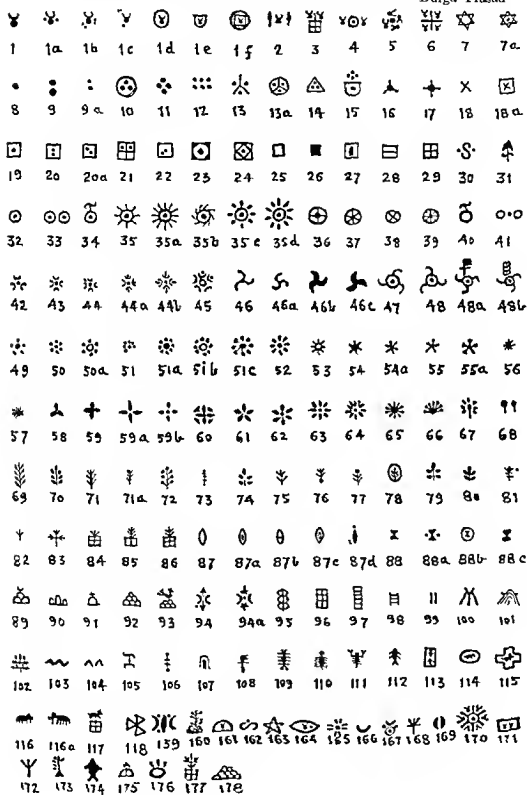 Durga Prasad
1 1a 1b 1c 1d 1e 1f 2 3 4 5 6 7 7a
8 9 9a 10 11 12 13 13a 14 15 16 17 18 18a
19 20 20a 21 22 23 24 25 26 27 28 29 30 31
32 33 34 35 35a 35b 35c 35d 36 37 38 39 40 41
42 43 44 44a 44b 45 46 46a 46b 46c 47 48 48a 48b
49 50 50a 51 51a 51b 51c 52 53 54 54a 55 55a 56
57 58 59 59a 59b 60 61 62 63 64 65 66 67 68
69 70 71 71a 72 73 74 75 76 77 78 79 80 81
82 83 84 85 86 87 87a 87b 87c 87d 88 88a 88b 88c
89 90 91 92 93 94 94a 95 96 97 98 99 100 101
102 103 104 105 106 107 108 109 110 111 112 113 114 115
116 116a 117 118 159 160 161 162 163 164 165 166 167 168 169 170 171
172 173 174 175 176 177 178